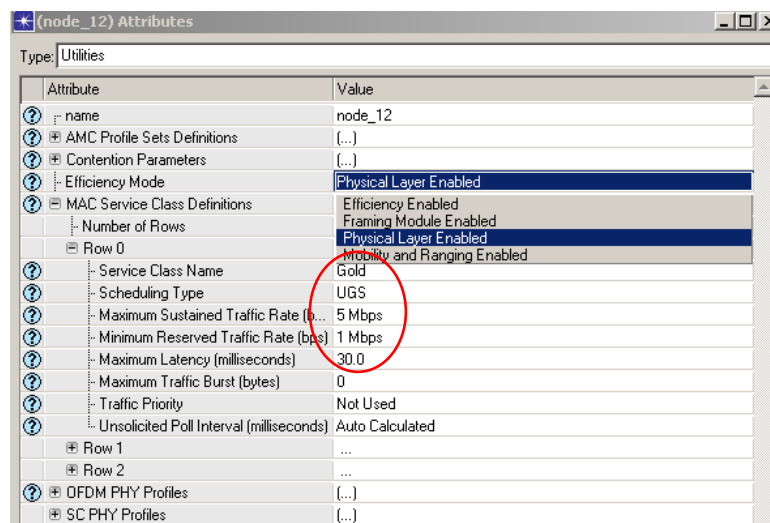 (node_12) Attributes
Type: Utilities
Attribute Value
name node_12
AMC Profile Sets Definitions (...)
Contention Parameters (...)
Efficiency Mode Physical Layer Enabled
MAC Service Class Definitions Efficiency Enabled
Number of Rows Framing Module Enabled
Physical Layer Enabled
Row 0 Mobility and Ranging Enabled
Service Class Name Gold
Scheduling Type UGS
Maximum Sustained Traffic Rate (b... 5 Mbps
Minimum Reserved Traffic Rate (bps) 1 Mbps
Maximum Latency (milliseconds) 30.0
Maximum Traffic Burst (bytes) 0
Traffic Priority Not Used
Unsolicited Poll Interval (milliseconds) Auto Calculated
Row 1 ...
Row 2 ...
OFDM PHY Profiles (...)
SC PHY Profiles (...)